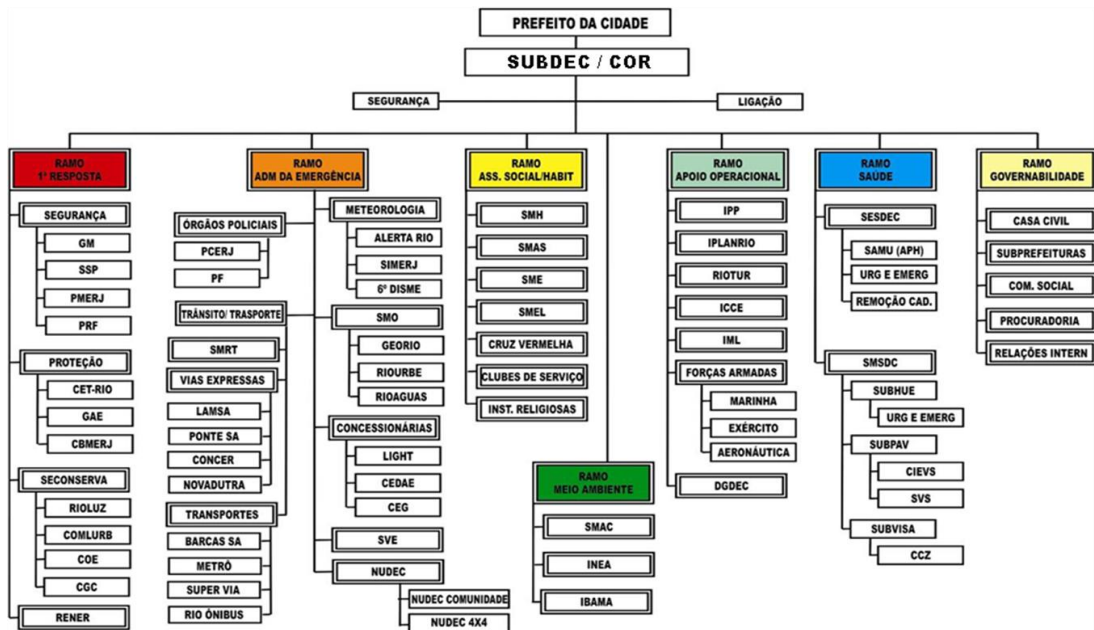 PREFEITO DA CIDADE
SUBDEC / COR
SEGURANÇA
LIGAÇÃO
RAMO
1ª RESPOSTA
SEGURANÇA
GM
SSP
PMERJ
PRF
PROTEÇÃO
CET-RIO
GAE
CBMERJ
SECONSERVA
RIOLUZ
COMLURB
COE
CGC
RENER
RAMO
ADM DA EMERGÊNCIA
ÓRGÃOS POLICIAIS
PCERJ
PF
TRÂNSITO/ TRASPORTE
SMRT
VIAS EXPRESSAS
LAMSA
PONTE SA
CONCER
NOVADUTRA
TRANSPORTES
BARCAS SA
METRÔ
SUPER VIA
RIO ÔNIBUS
METEOROLOGIA
ALERTA RIO
SIMERJ
6º DISME
SMO
GEORIO
RIOURBE
RIOAGUAS
CONCESSIONÁRIAS
LIGHT
CEDAE
CEG
SVE
NUDEC
NUDEC COMUNIDADE
NUDEC 4X4
RAMO
ASS. SOCIAL/HABIT
SMH
SMAS
SME
SMEL
CRUZ VERMELHA
CLUBES DE SERVIÇO
INST. RELIGIOSAS
RAMO
MEIO AMBIENTE
SMAC
INEA
IBAMA
RAMO
APOIO OPERACIONAL
IPP
IPLANRIO
RIOTUR
ICCE
IML
FORÇAS ARMADAS
MARINHA
EXÉRCITO
AERONÁUTICA
DGDEC
RAMO
SAÚDE
SESDEC
SAMU (APH)
URG E EMERG
REMOÇÃO CAD.
SMSDC
SUBHUE
URG E EMERG
SUBPAV
CIEVS
SVS
SUBVISA
CCZ
RAMO
GOVERNABILIDADE
CASA CIVIL
SUBPREFEITURAS
COM. SOCIAL
PROCURADORIA
RELAÇÕES INTERN